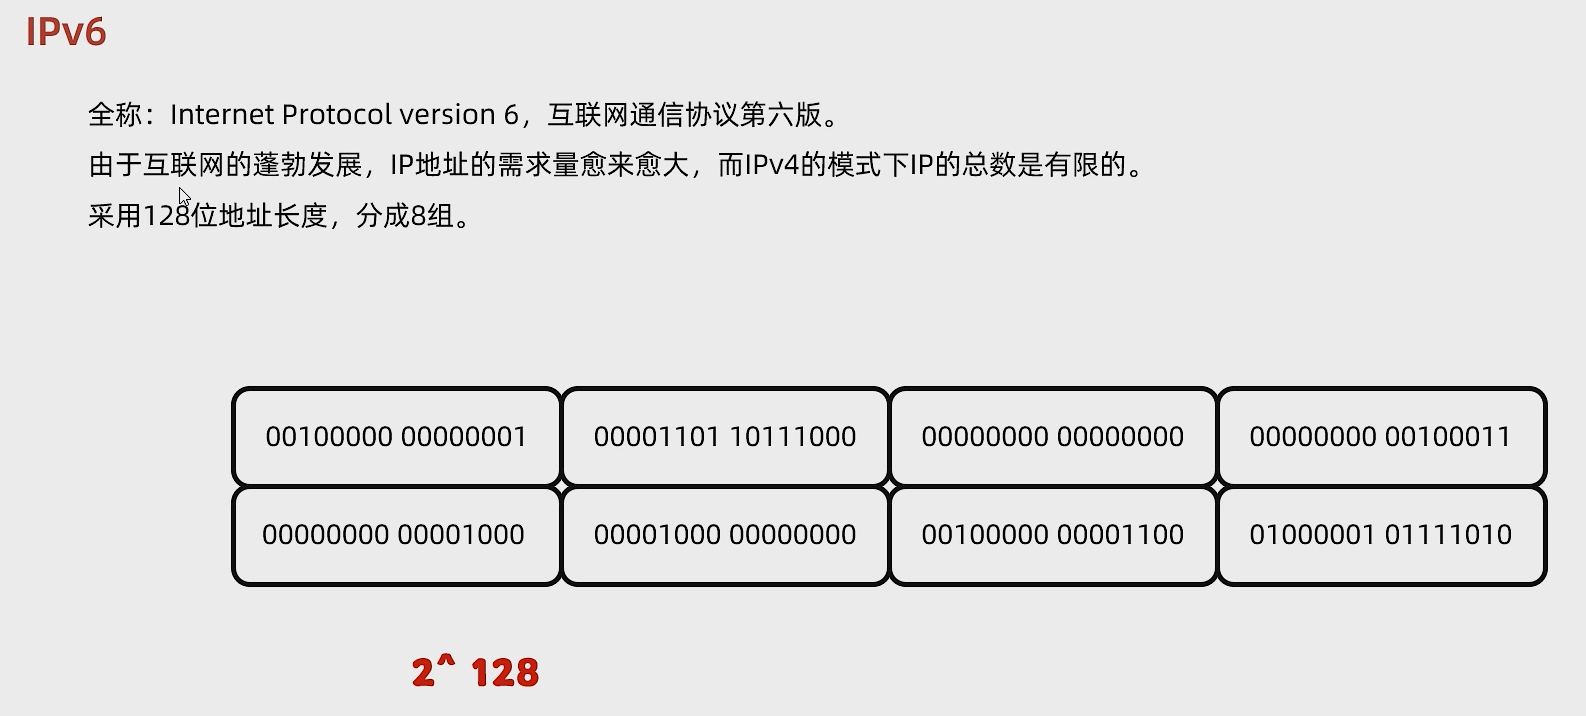 IPv6
全称：Internet Protocol version 6，互联网通信协议第六版。
由于互联网的蓬勃发展，IP地址的需求量愈来愈大，而IPv4的模式下IP的总数是有限的。
采用128位地址长度，分成8组。
00100000 00000001 00001101 10111000 00000000 00000000 00000000 00100011
00000000 00001000 00001000 00000000 00100000 00001100 01000001 01111010
2^ 128